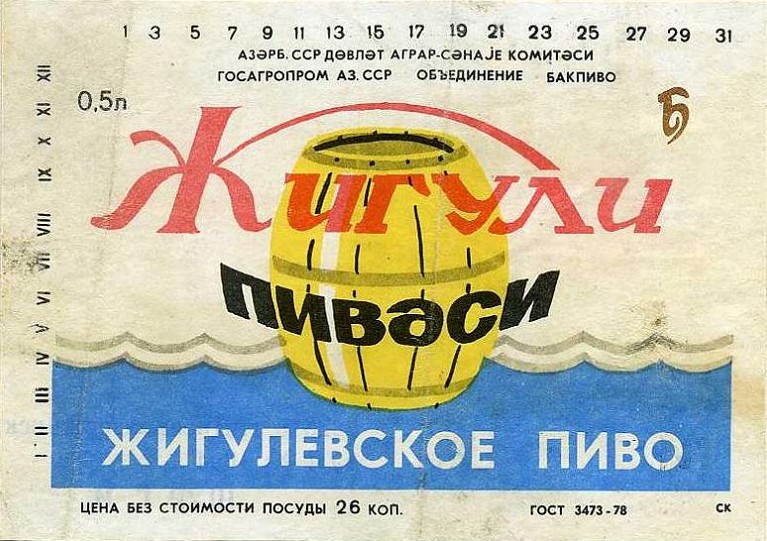 1 3 5 7 9 11 13 15 17 19 21 23 25 27 29 31
АЗӘРБ. ССР ДӨВЛӘТ АГРАР-СӘНАЈЕ КОМИТӘСИ
ГОСАГРОПРОМ АЗ. ССР ОБЪЕДИНЕНИЕ БАКПИВО
0,5л
Б
I II III IV V VI VII VIII IX X XI XII
Жигули
ПИВӘСИ
ЖИГУЛЕВСКОЕ ПИВО
ЦЕНА БЕЗ СТОИМОСТИ ПОСУДЫ 26 КОП. ГОСТ 3473-78 СК